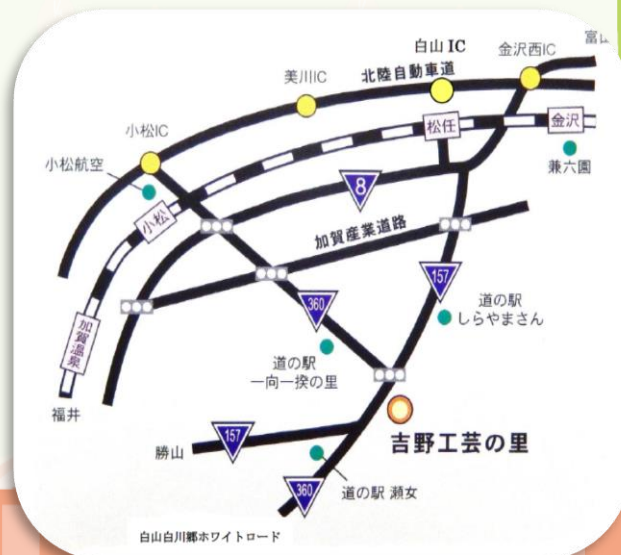 富山
白山 IC
金沢西IC
美川IC
北陸自動車道
小松IC
松任
金沢
小松航空
兼六園
8
小松
加賀産業道路
157
360
道の駅
しらやまさん
加賀温泉
道の駅
一向一揆の里
福井
吉野工芸の里
157
勝山
360
道の駅 瀬女
白山白川郷ホワイトロード